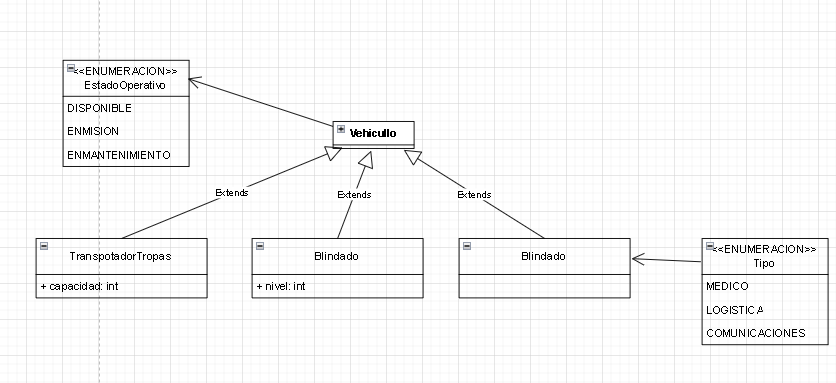 <<ENUMERACION>>
EstadoOperativo
DISPONIBLE
ENMISION
ENMANTENIMIENTO
Vehicullo
Extends
Extends
Extends
TranspotadorTropas
+ capacidad: int
Blindado
+ nivel: int
Blindado
<<ENUMERACION>>
Tipo
MEDICO
LOGISTICA
COMUNICACIONES